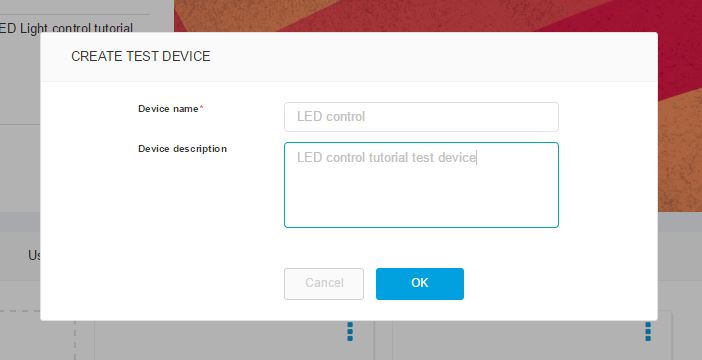 ED Light control tutorial
CREATE TEST DEVICE
Device name*
LED control
Device description
LED control tutorial test device
Us
Cancel
OK